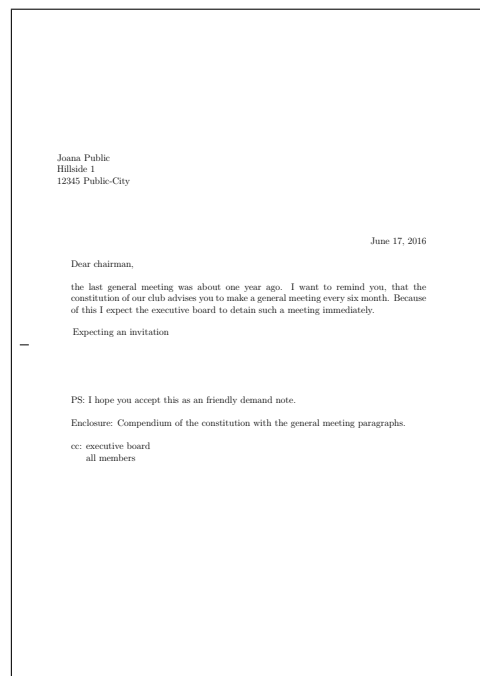 Joana Public
Hillside 1
12345 Public-City
June 17, 2016
Dear chairman,
the last general meeting was about one year ago. I want to remind you, that the
constitution of our club advises you to make a general meeting every six month. Because
of this I expect the executive board to detain such a meeting immediately.
Expecting an invitation
PS: I hope you accept this as an friendly demand note.
Enclosure: Compendium of the constitution with the general meeting paragraphs.
cc: executive board
all members